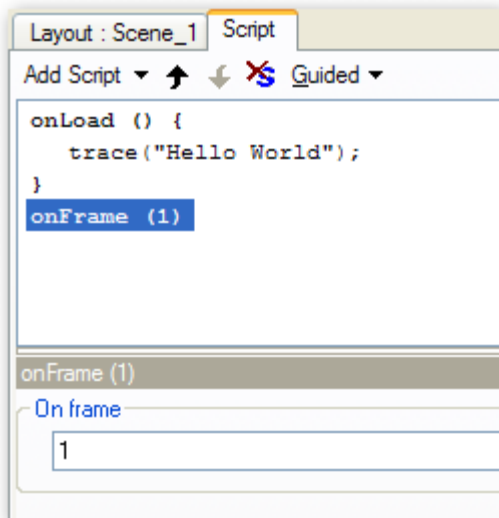 Layout : Scene_1 Script
Add Script Guided
onLoad () {
trace("Hello World");
}
onFrame (1)
onFrame (1)
On frame
1